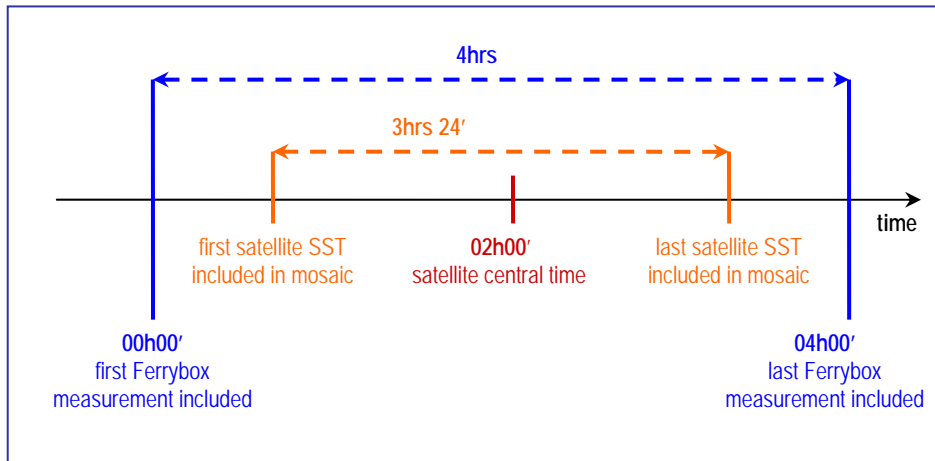 4hrs
3hrs 24′
time
first satellite SST
included in mosaic
02h00′
satellite central time
last satellite SST
included in mosaic
00h00′
first Ferrybox
measurement included
04h00′
last Ferrybox
measurement included